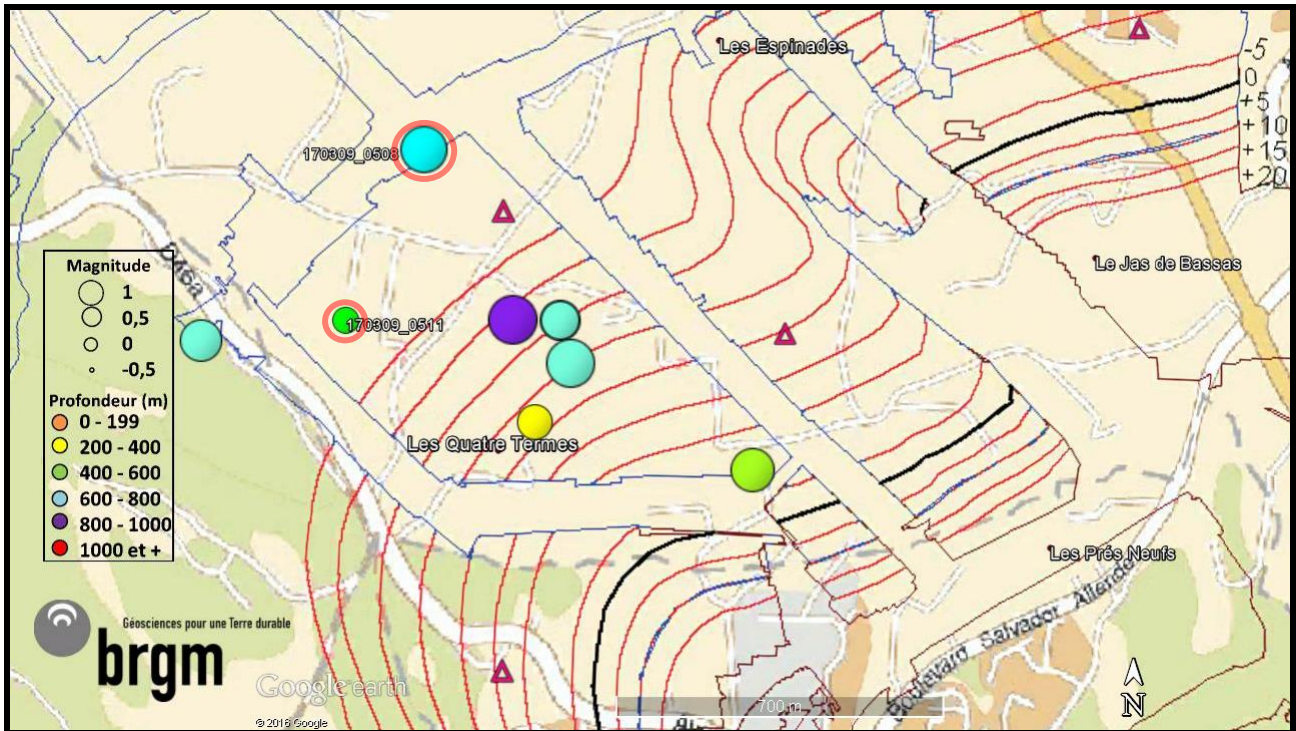 Les Espinades
-5
0
+5
+10
+15
+20
170309_0508
Le Jas de Bassas
D46a
170309_0511
Magnitude
1
0,5
0
-0,5
Profondeur (m)
0 - 199
200 - 400
400 - 600
600 - 800
800 - 1000
1000 et +
Les Quatre Termes
Les Prés Neufs
Boulevard Salvador Allende
Géosciences pour une Terre durable
brgm
Google earth
© 2016 Google
700 m
N